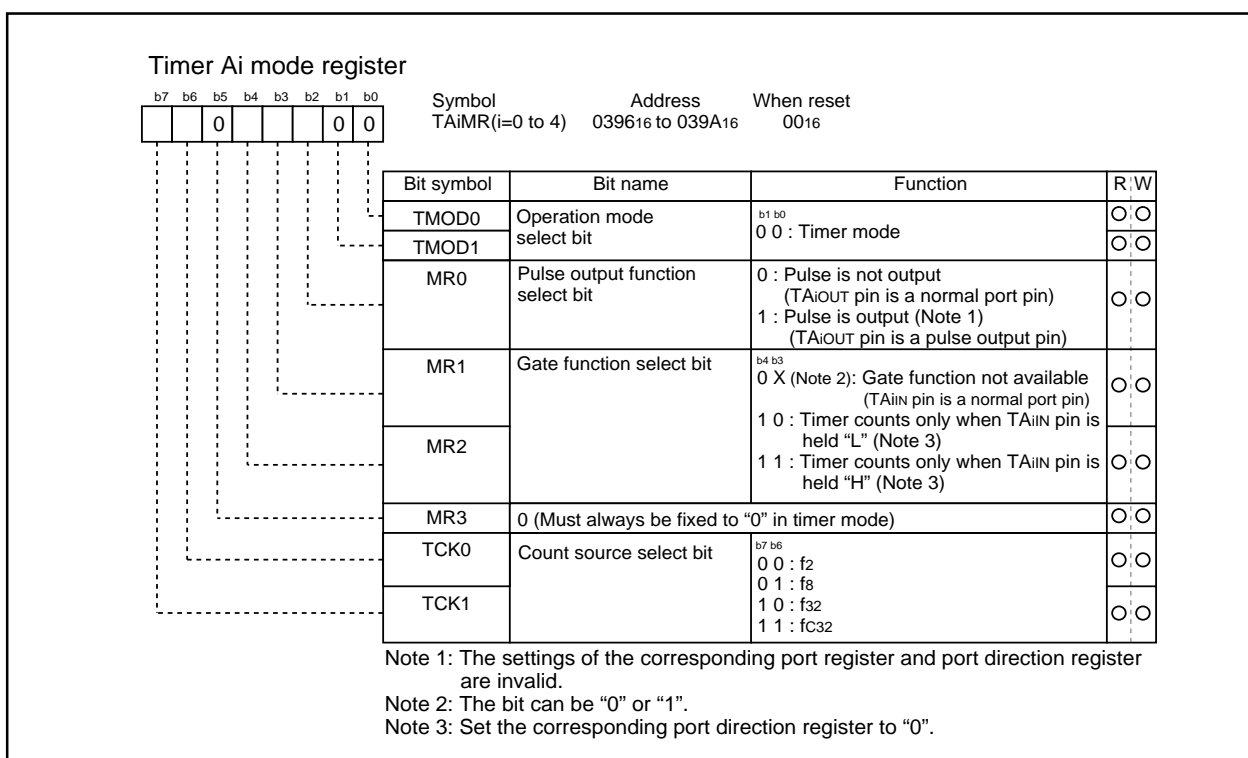 Timer Ai mode register
b7 b6 b5 b4 b3 b2 b1 b0
0 0 0
Symbol Address When reset
TAiMR(i=0 to 4) 039616 to 039A16 0016
Bit symbol Bit name Function R W
TMOD0 Operation mode select bit b1 b0
TMOD1 0 0 : Timer mode
MR0 Pulse output function select bit 0 : Pulse is not output
(TAiOUT pin is a normal port pin)
1 : Pulse is output (Note 1)
(TAiOUT pin is a pulse output pin)
MR1 Gate function select bit b4 b3
0 X (Note 2): Gate function not available
(TAiIN pin is a normal port pin)
1 0 : Timer counts only when TAiIN pin is
held “L” (Note 3)
MR2
1 1 : Timer counts only when TAiIN pin is
held “H” (Note 3)
MR3 0 (Must always be fixed to “0” in timer mode)
TCK0 Count source select bit b7 b6
0 0 : f2
0 1 : f8
TCK1 1 0 : f32
1 1 : fC32
Note 1: The settings of the corresponding port register and port direction register
are invalid.
Note 2: The bit can be “0” or “1”.
Note 3: Set the corresponding port direction register to “0”.